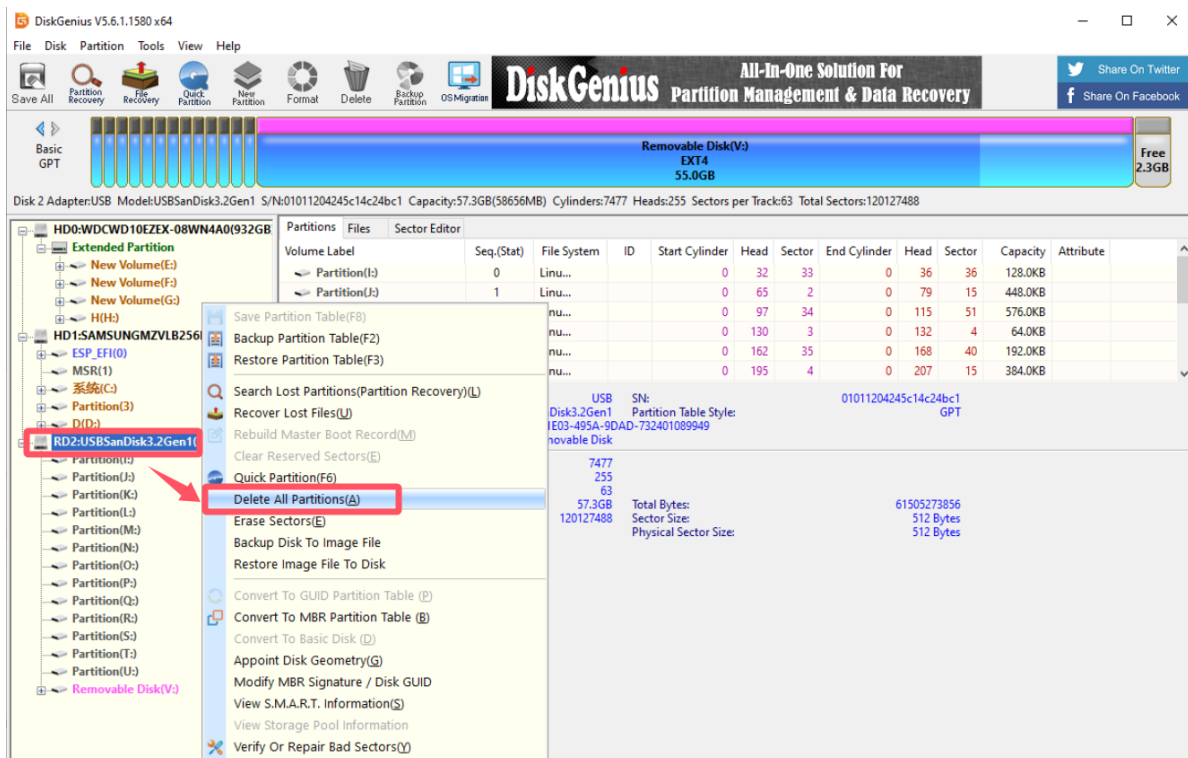 DiskGenius V5.6.1.1580 x64
File Disk Partition Tools View Help
Save All Partition Recovery File Recovery Quick Partition New Partition Format Delete Backup Partition OS Migration DiskGenius All-In-One Solution For Partition Management & Data Recovery
Share On Twitter
Share On Facebook
Basic
GPT
Removable Disk(V:)
EXT4
55.0GB
Free
2.3GB
Disk 2 Adapter:USB Model:USBSanDisk3.2Gen1 S/N:01011204245c14c24bc1 Capacity:57.3GB(58656MB) Cylinders:7477 Heads:255 Sectors per Track:63 Total Sectors:120127488
HD0:WDCWD10EZEX-08WN4A0(932GB
Extended Partition
New Volume(E:)
New Volume(F:)
New Volume(G:)
H(H:)
HD1:SAMSUNGMZVLB256
ESP_EFI(0)
MSR(1)
系统(C:)
Partition(3)
D(D:)
RD2:USBSanDisk3.2Gen1(
Partition(I:)
Partition(J:)
Partition(K:)
Partition(L:)
Partition(M:)
Partition(N:)
Partition(O:)
Partition(P:)
Partition(Q:)
Partition(R:)
Partition(S:)
Partition(T:)
Partition(U:)
Removable Disk(V:)
Partitions Files Sector Editor
Volume Label Seq.(Stat) File System ID Start Cylinder Head Sector End Cylinder Head Sector Capacity Attribute
Partition(I:) 0 Linu... 0 32 33 0 36 36 128.0KB
Partition(J:) 1 Linu... 0 65 2 0 79 15 448.0KB
nu... 0 97 34 0 115 51 576.0KB
nu... 0 130 3 0 132 4 64.0KB
nu... 0 162 35 0 168 40 192.0KB
nu... 0 195 4 0 207 15 384.0KB
USB SN: 01011204245c14c24bc1
Disk3.2Gen1 Partition Table Style: GPT
1E03-495A-9DAD-732401089949
movable Disk
7477
255
63
57.3GB Total Bytes: 61505273856
120127488 Sector Size: 512 Bytes
Physical Sector Size: 512 Bytes
Save Partition Table(F8)
Backup Partition Table(F2)
Restore Partition Table(F3)
Search Lost Partitions(Partition Recovery)(L)
Recover Lost Files(U)
Rebuild Master Boot Record(M)
Clear Reserved Sectors(E)
Quick Partition(F6)
Delete All Partitions(A)
Erase Sectors(E)
Backup Disk To Image File
Restore Image File To Disk
Convert To GUID Partition Table (P)
Convert To MBR Partition Table (B)
Convert To Basic Disk (D)
Appoint Disk Geometry(G)
Modify MBR Signature / Disk GUID
View S.M.A.R.T. Information(S)
View Storage Pool Information
Verify Or Repair Bad Sectors(Y)